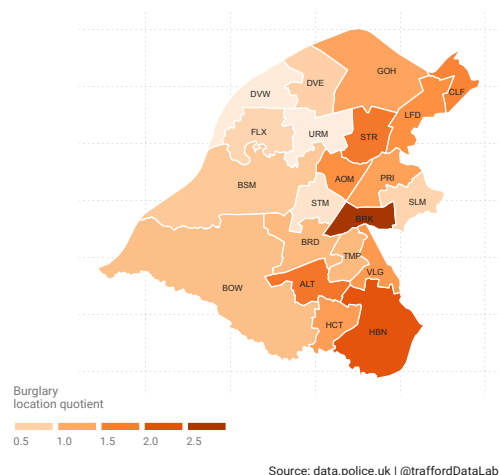 GOH
DVE
DVW
CLF
LFD
FLX
URM
STR
AOM
PRI
BSM
STM
SLM
BRK
BRD
TMP
VLG
BOW
ALT
HCT
HBN
Burglary
location quotient
0.5 1.0 1.5 2.0 2.5
Source: data.police.uk | @traffordDataLab